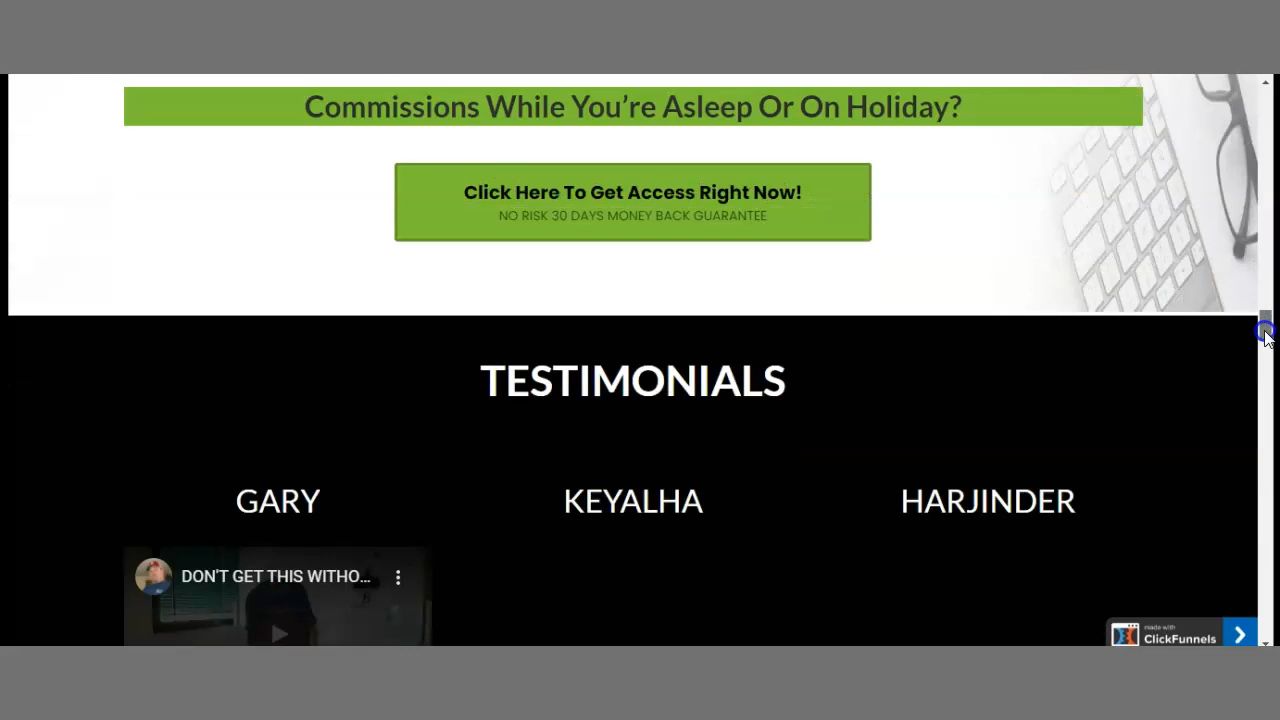 Commissions While You’re Asleep Or On Holiday?
Click Here To Get Access Right Now!
NO RISK 30 DAYS MONEY BACK GUARANTEE
TESTIMONIALS
GARY KEYALHA HARJINDER
DON'T GET THIS WITHO...
made with
ClickFunnels